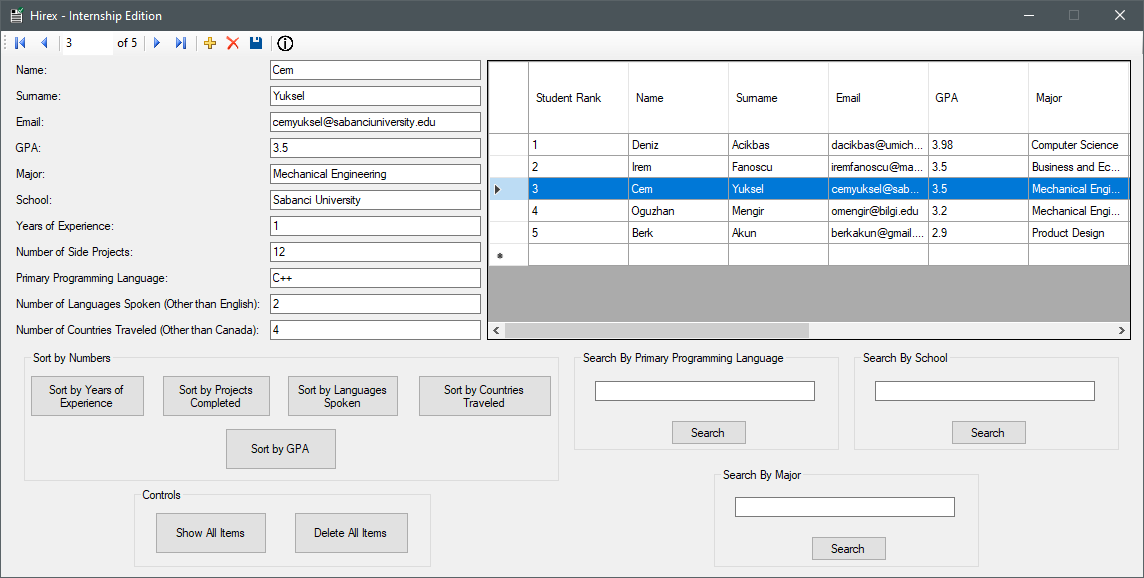 Hirex - Internship Edition
3 of 5
Name: Cem
Surname: Yuksel
Email: cemyuksel@sabanciuniversity.edu
GPA: 3.5
Major: Mechanical Engineering
School: Sabanci University
Years of Experience: 1
Number of Side Projects: 12
Primary Programming Language: C++
Number of Languages Spoken (Other than English): 2
Number of Countries Traveled (Other than Canada): 4
Student Rank Name Surname Email GPA Major
1 Deniz Acikbas dacikbas@umich... 3.98 Computer Science
2 Irem Fanoscu iremfanoscu@ma... 3.5 Business and Ec...
3 Cem Yuksel cemyuksel@sab... 3.5 Mechanical Engi...
4 Oguzhan Mengir omengir@bilgi.edu 3.2 Mechanical Engi...
5 Berk Akun berkakun@gmail.... 2.9 Product Design
Sort by Numbers
Sort by Years of
Experience
Sort by Projects
Completed
Sort by Languages
Spoken
Sort by Countries
Traveled
Sort by GPA
Search By Primary Programming Language
Search
Search By School
Search
Search By Major
Search
Controls
Show All Items
Delete All Items